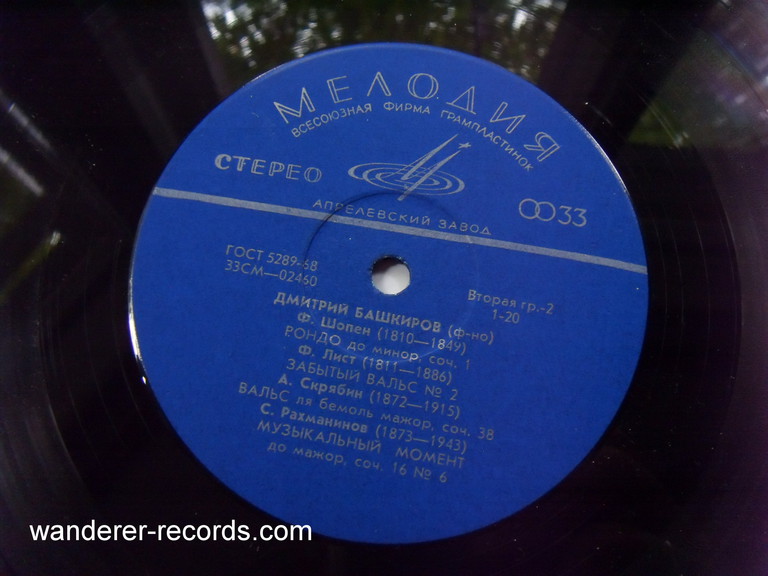 МЕЛОДИЯ
ВСЕСОЮЗНАЯ ФИРМА ГРАМПЛАСТИНОК
СТЕРЕО
33
АПРЕЛЕВСКИЙ ЗАВОД
ГОСТ 5289-68
33СМ—02460
Вторая гр.-2
1-20
ДМИТРИЙ БАШКИРОВ (ф-но)
Ф. Шопен (1810—1849)
РОНДО до минор, соч. 1
Ф. Лист (1811—1886)
ЗАБЫТЫЙ ВАЛЬС № 2
А. Скрябин (1872—1915)
ВАЛЬС ля бемоль мажор, соч. 38
С. Рахманинов (1873—1943)
МУЗЫКАЛЬНЫЙ МОМЕНТ
до мажор, соч. 16 № 6
wanderer-records.com